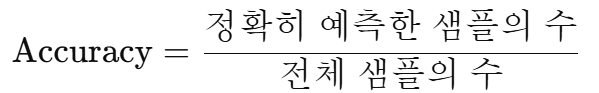 Accuracy = 정확히 예측한 샘플의 수 / 전체 샘플의 수